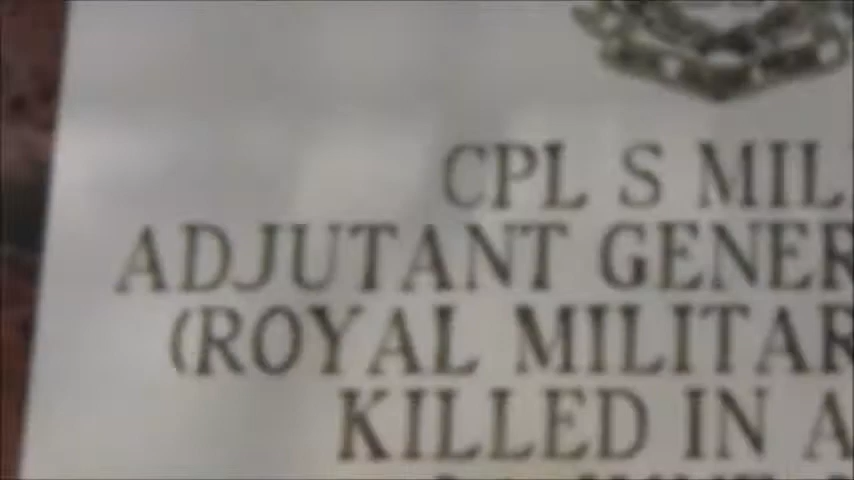 CPL S MIL
ADJUTANT GENER
(ROYAL MILITAR
KILLED IN A